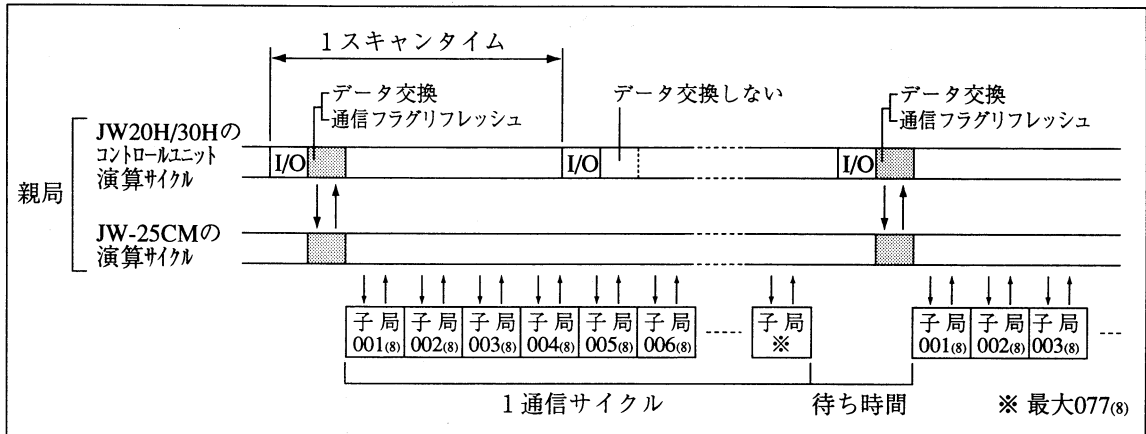 1スキャンタイム
データ交換
通信フラグリフレッシュ
データ交換しない
データ交換
通信フラグリフレッシュ
親局
JW20H/30Hの
コントロールユニット
演算サイクル
I/O
I/O
I/O
JW-25CMの
演算サイクル
子局
001(8)
子局
002(8)
子局
003(8)
子局
004(8)
子局
005(8)
子局
006(8)
子局
※
子局
001(8)
子局
002(8)
子局
003(8)
1通信サイクル
待ち時間
※ 最大077(8)